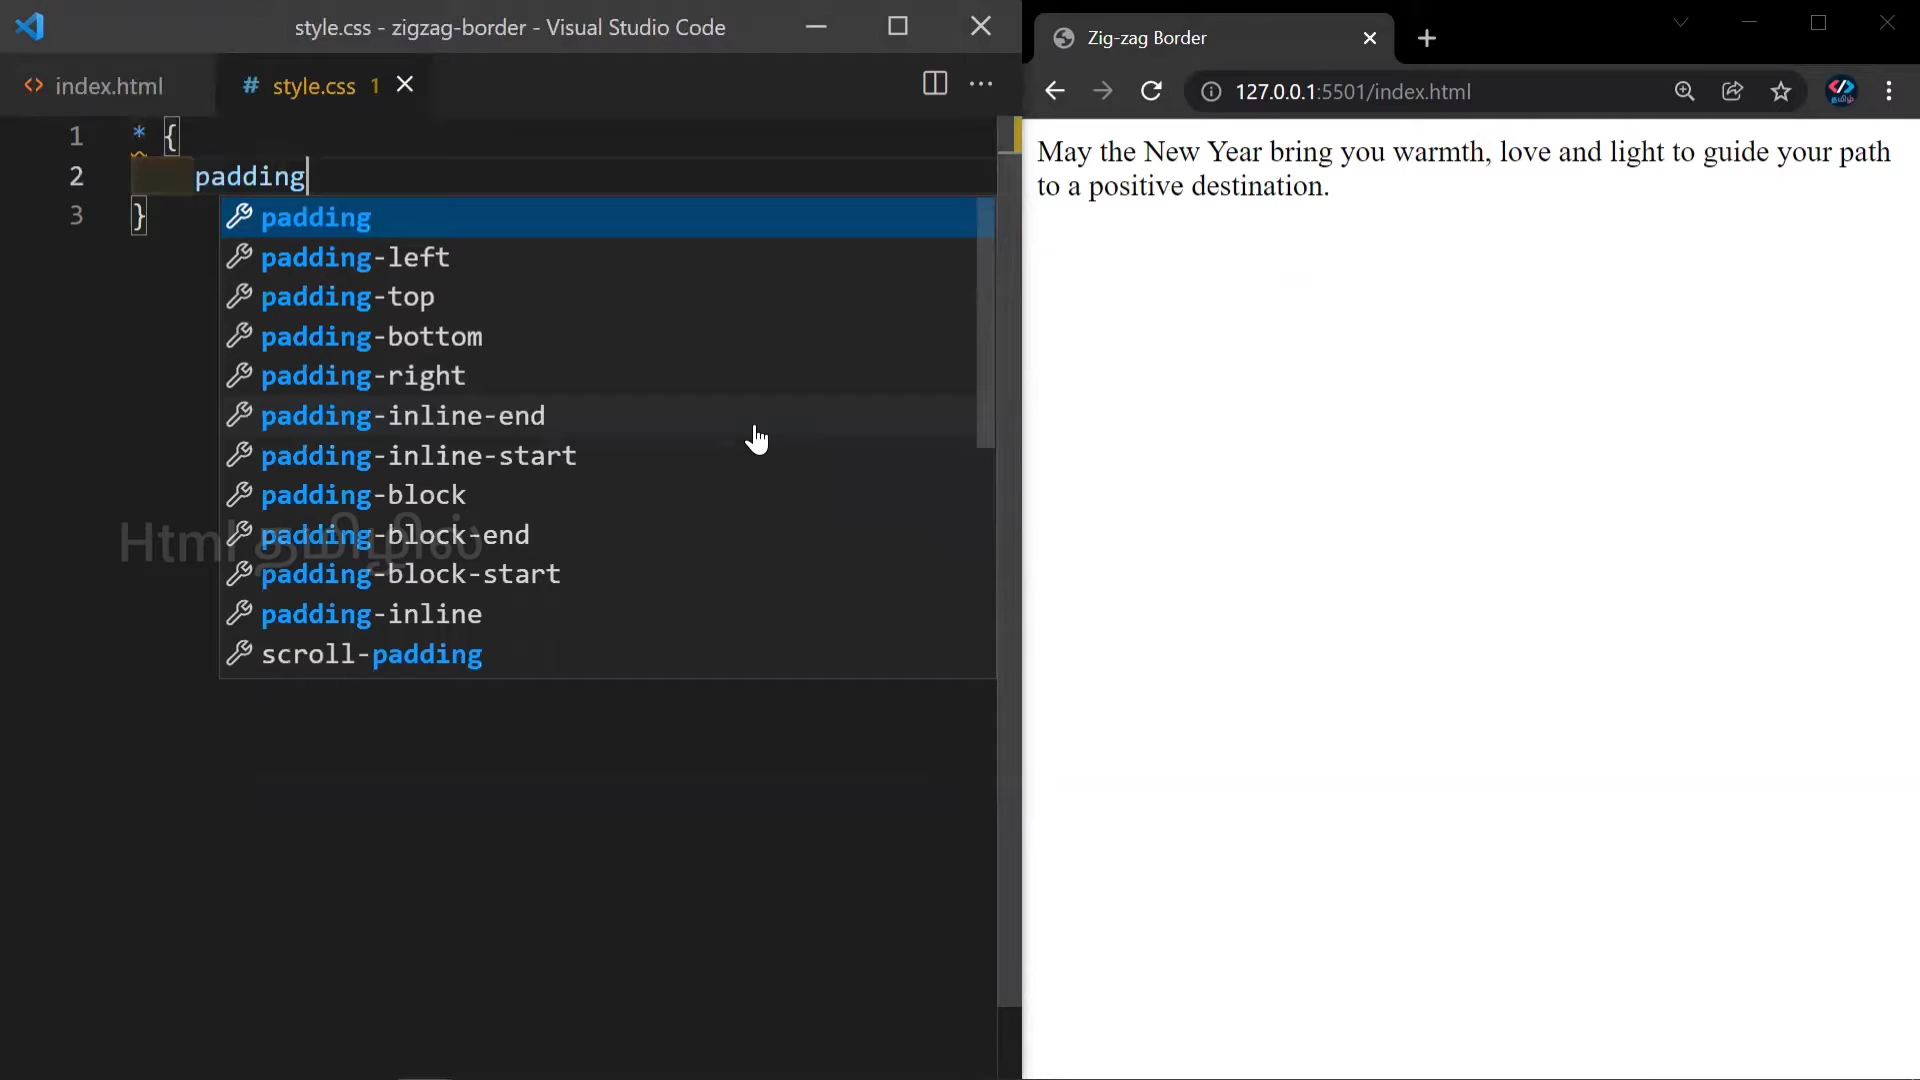 style.css - zigzag-border - Visual Studio Code
index.html
# style.css 1
1 * {
2 padding
3 }
padding
padding-left
padding-top
padding-bottom
padding-right
padding-inline-end
padding-inline-start
padding-block
padding-block-end
padding-block-start
padding-inline
scroll-padding
Html தமிழில்
Zig-zag Border
127.0.0.1:5501/index.html
தமிழ்
May the New Year bring you warmth, love and light to guide your path
to a positive destination.